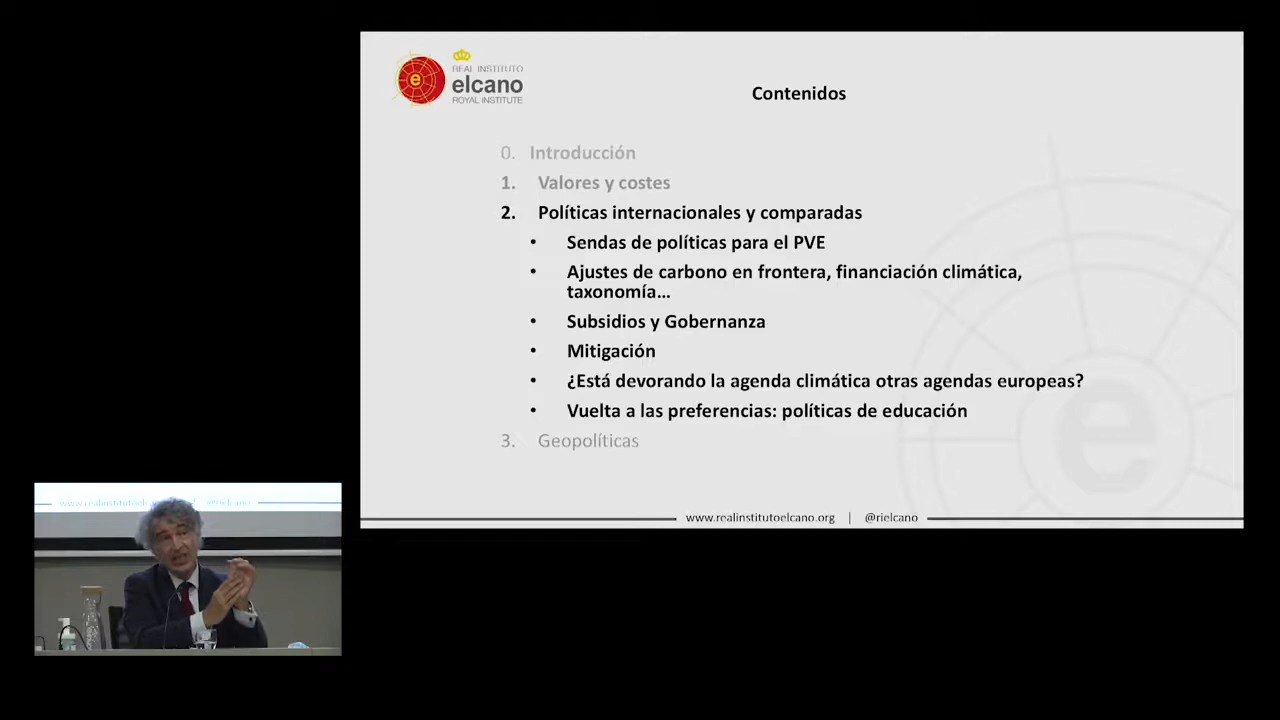 REAL INSTITUTO
elcano
ROYAL INSTITUTE
e
Contenidos
0. Introducción
1. Valores y costes
2. Políticas internacionales y comparadas
• Sendas de políticas para el PVE
• Ajustes de carbono en frontera, financiación climática,
taxonomía...
• Subsidios y Gobernanza
• Mitigación
• ¿Está devorando la agenda climática otras agendas europeas?
• Vuelta a las preferencias: políticas de educación
3. Geopolíticas
e
www.realinstitutoelcano.org | @rielcano